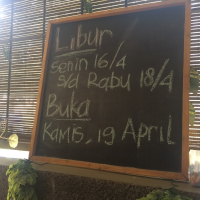 Libur
Senin 16/4
s/d Rabu 18/4
Buka
Kamis, 19 April